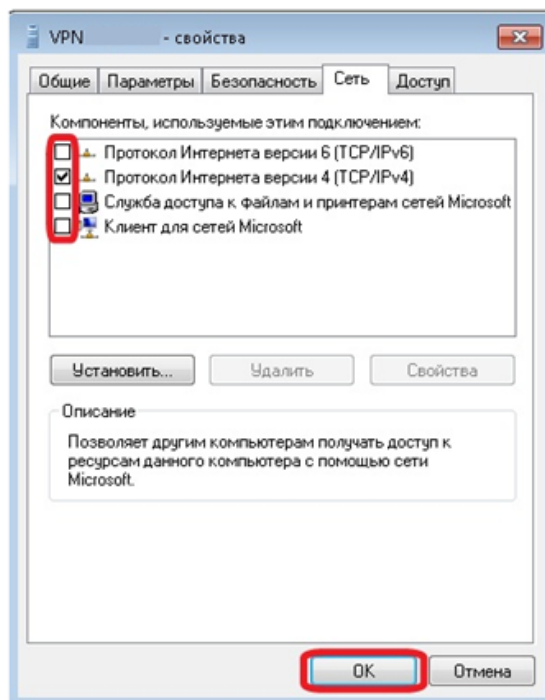 VPN - свойства
Общие Параметры Безопасность Сеть Доступ
Компоненты, используемые этим подключением:
Протокол Интернета версии 6 (TCP/IPv6)
Протокол Интернета версии 4 (TCP/IPv4)
Служба доступа к файлам и принтерам сетей Microsoft
Клиент для сетей Microsoft
Установить... Удалить Свойства
Описание
Позволяет другим компьютерам получать доступ к
ресурсам данного компьютера с помощью сети
Microsoft.
OK Отмена